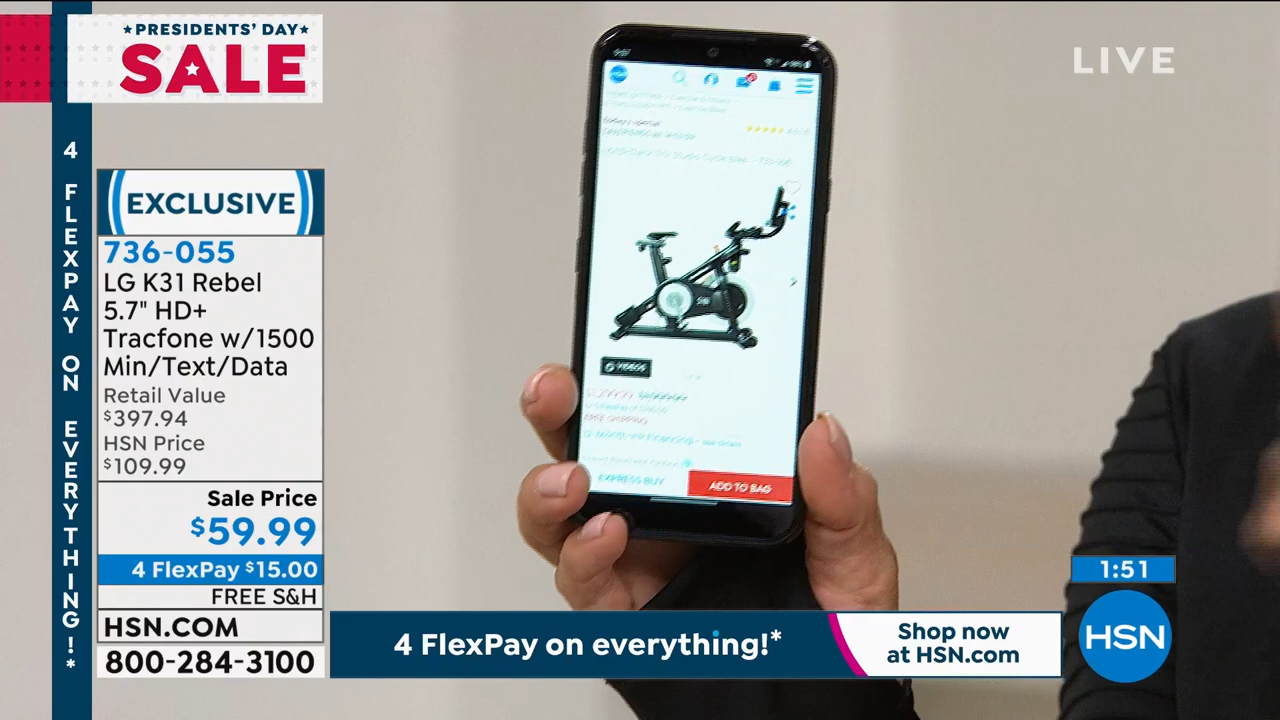 ★PRESIDENTS' DAY★
SALE
4 FLEXPAY ON EVERYTHING!*
EXCLUSIVE
736-055
LG K31 Rebel
5.7" HD+
Tracfone w/1500
Min/Text/Data
Retail Value
$397.94
HSN Price
$109.99
Sale Price
$59.99
4 FlexPay $15.00
FREE S&H
HSN.COM
800-284-3100
LIVE
EXPRESS BUY
ADD TO BAG
4 FlexPay on everything!*
Shop now
at HSN.com
1:51
HSN